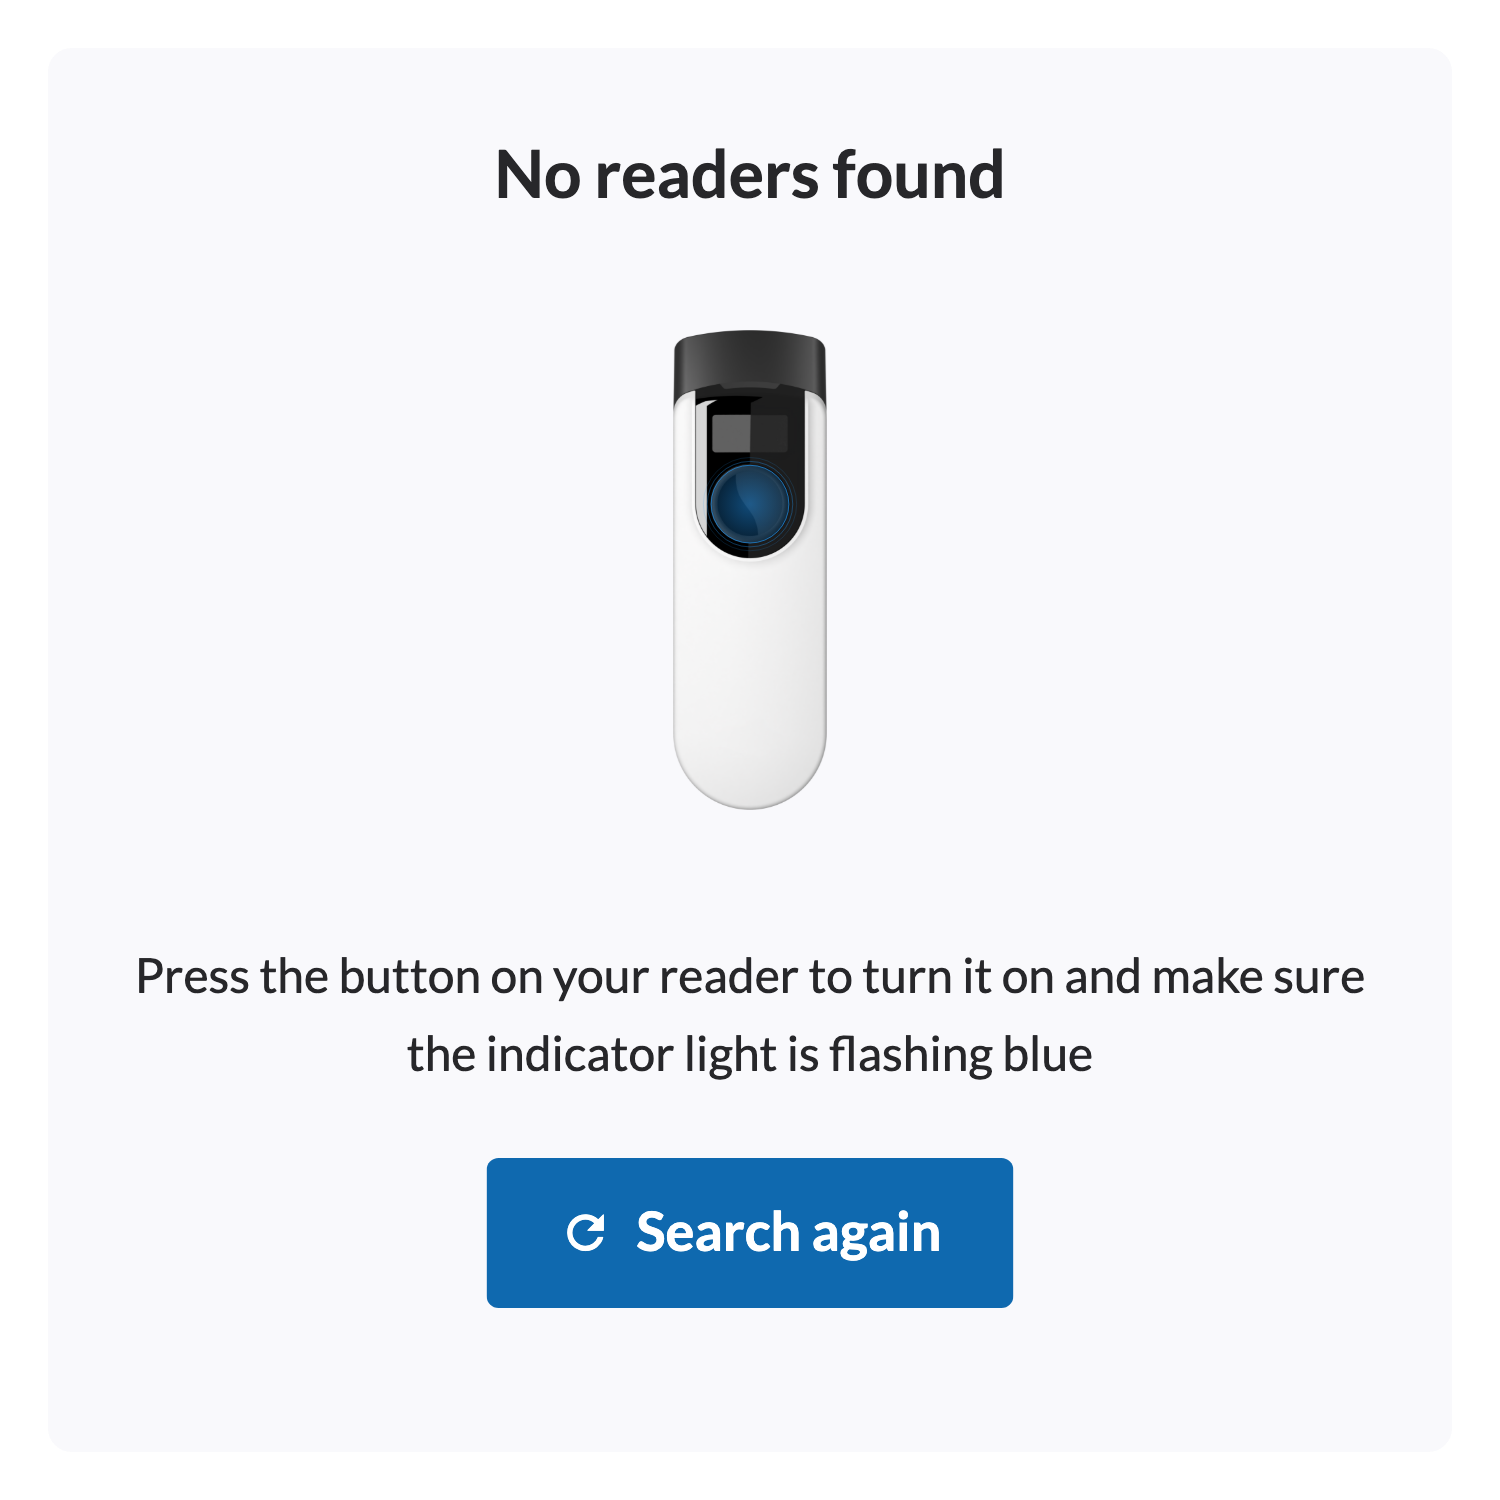 No readers found
Press the button on your reader to turn it on and make sure
the indicator light is flashing blue
Search again